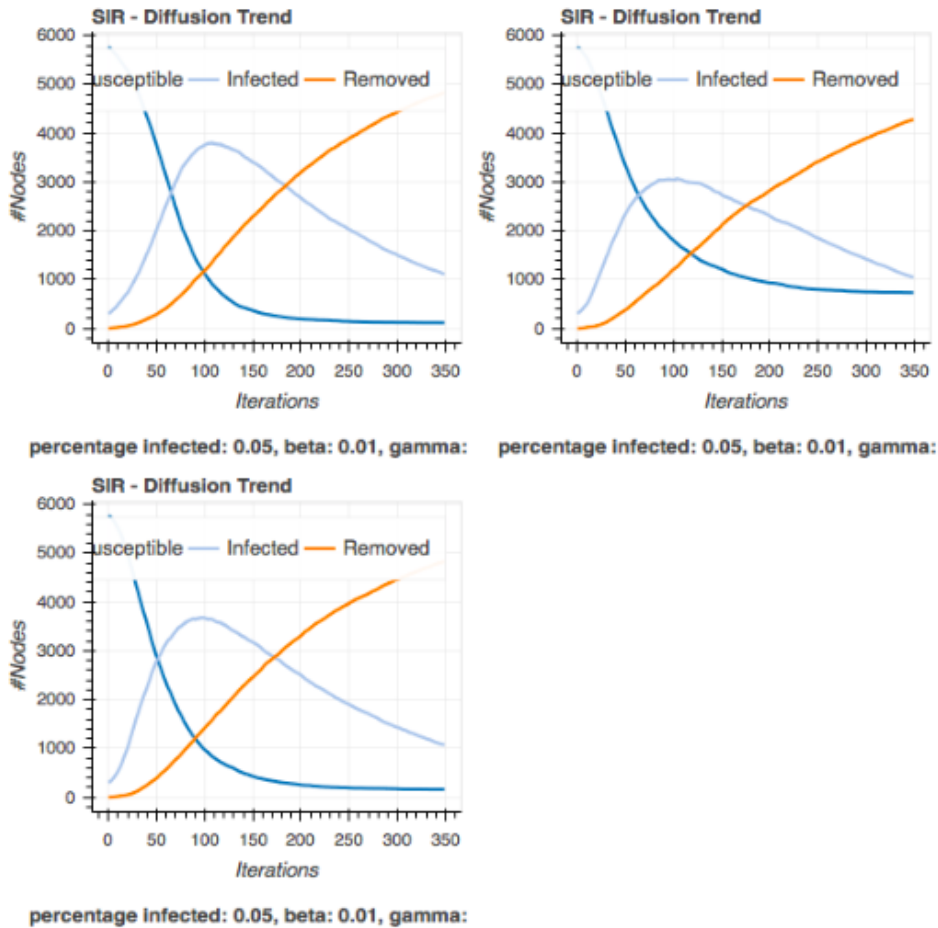 SIR - Diffusion Trend
6000
5000
4000
3000
2000
1000
0
#Nodes
usceptible Infected Removed
0 50 100 150 200 250 300 350
Iterations
percentage infected: 0.05, beta: 0.01, gamma:
SIR - Diffusion Trend
6000
5000
4000
3000
2000
1000
0
#Nodes
usceptible Infected Removed
0 50 100 150 200 250 300 350
Iterations
percentage infected: 0.05, beta: 0.01, gamma:
SIR - Diffusion Trend
6000
5000
4000
3000
2000
1000
0
#Nodes
usceptible Infected Removed
0 50 100 150 200 250 300 350
Iterations
percentage infected: 0.05, beta: 0.01, gamma: